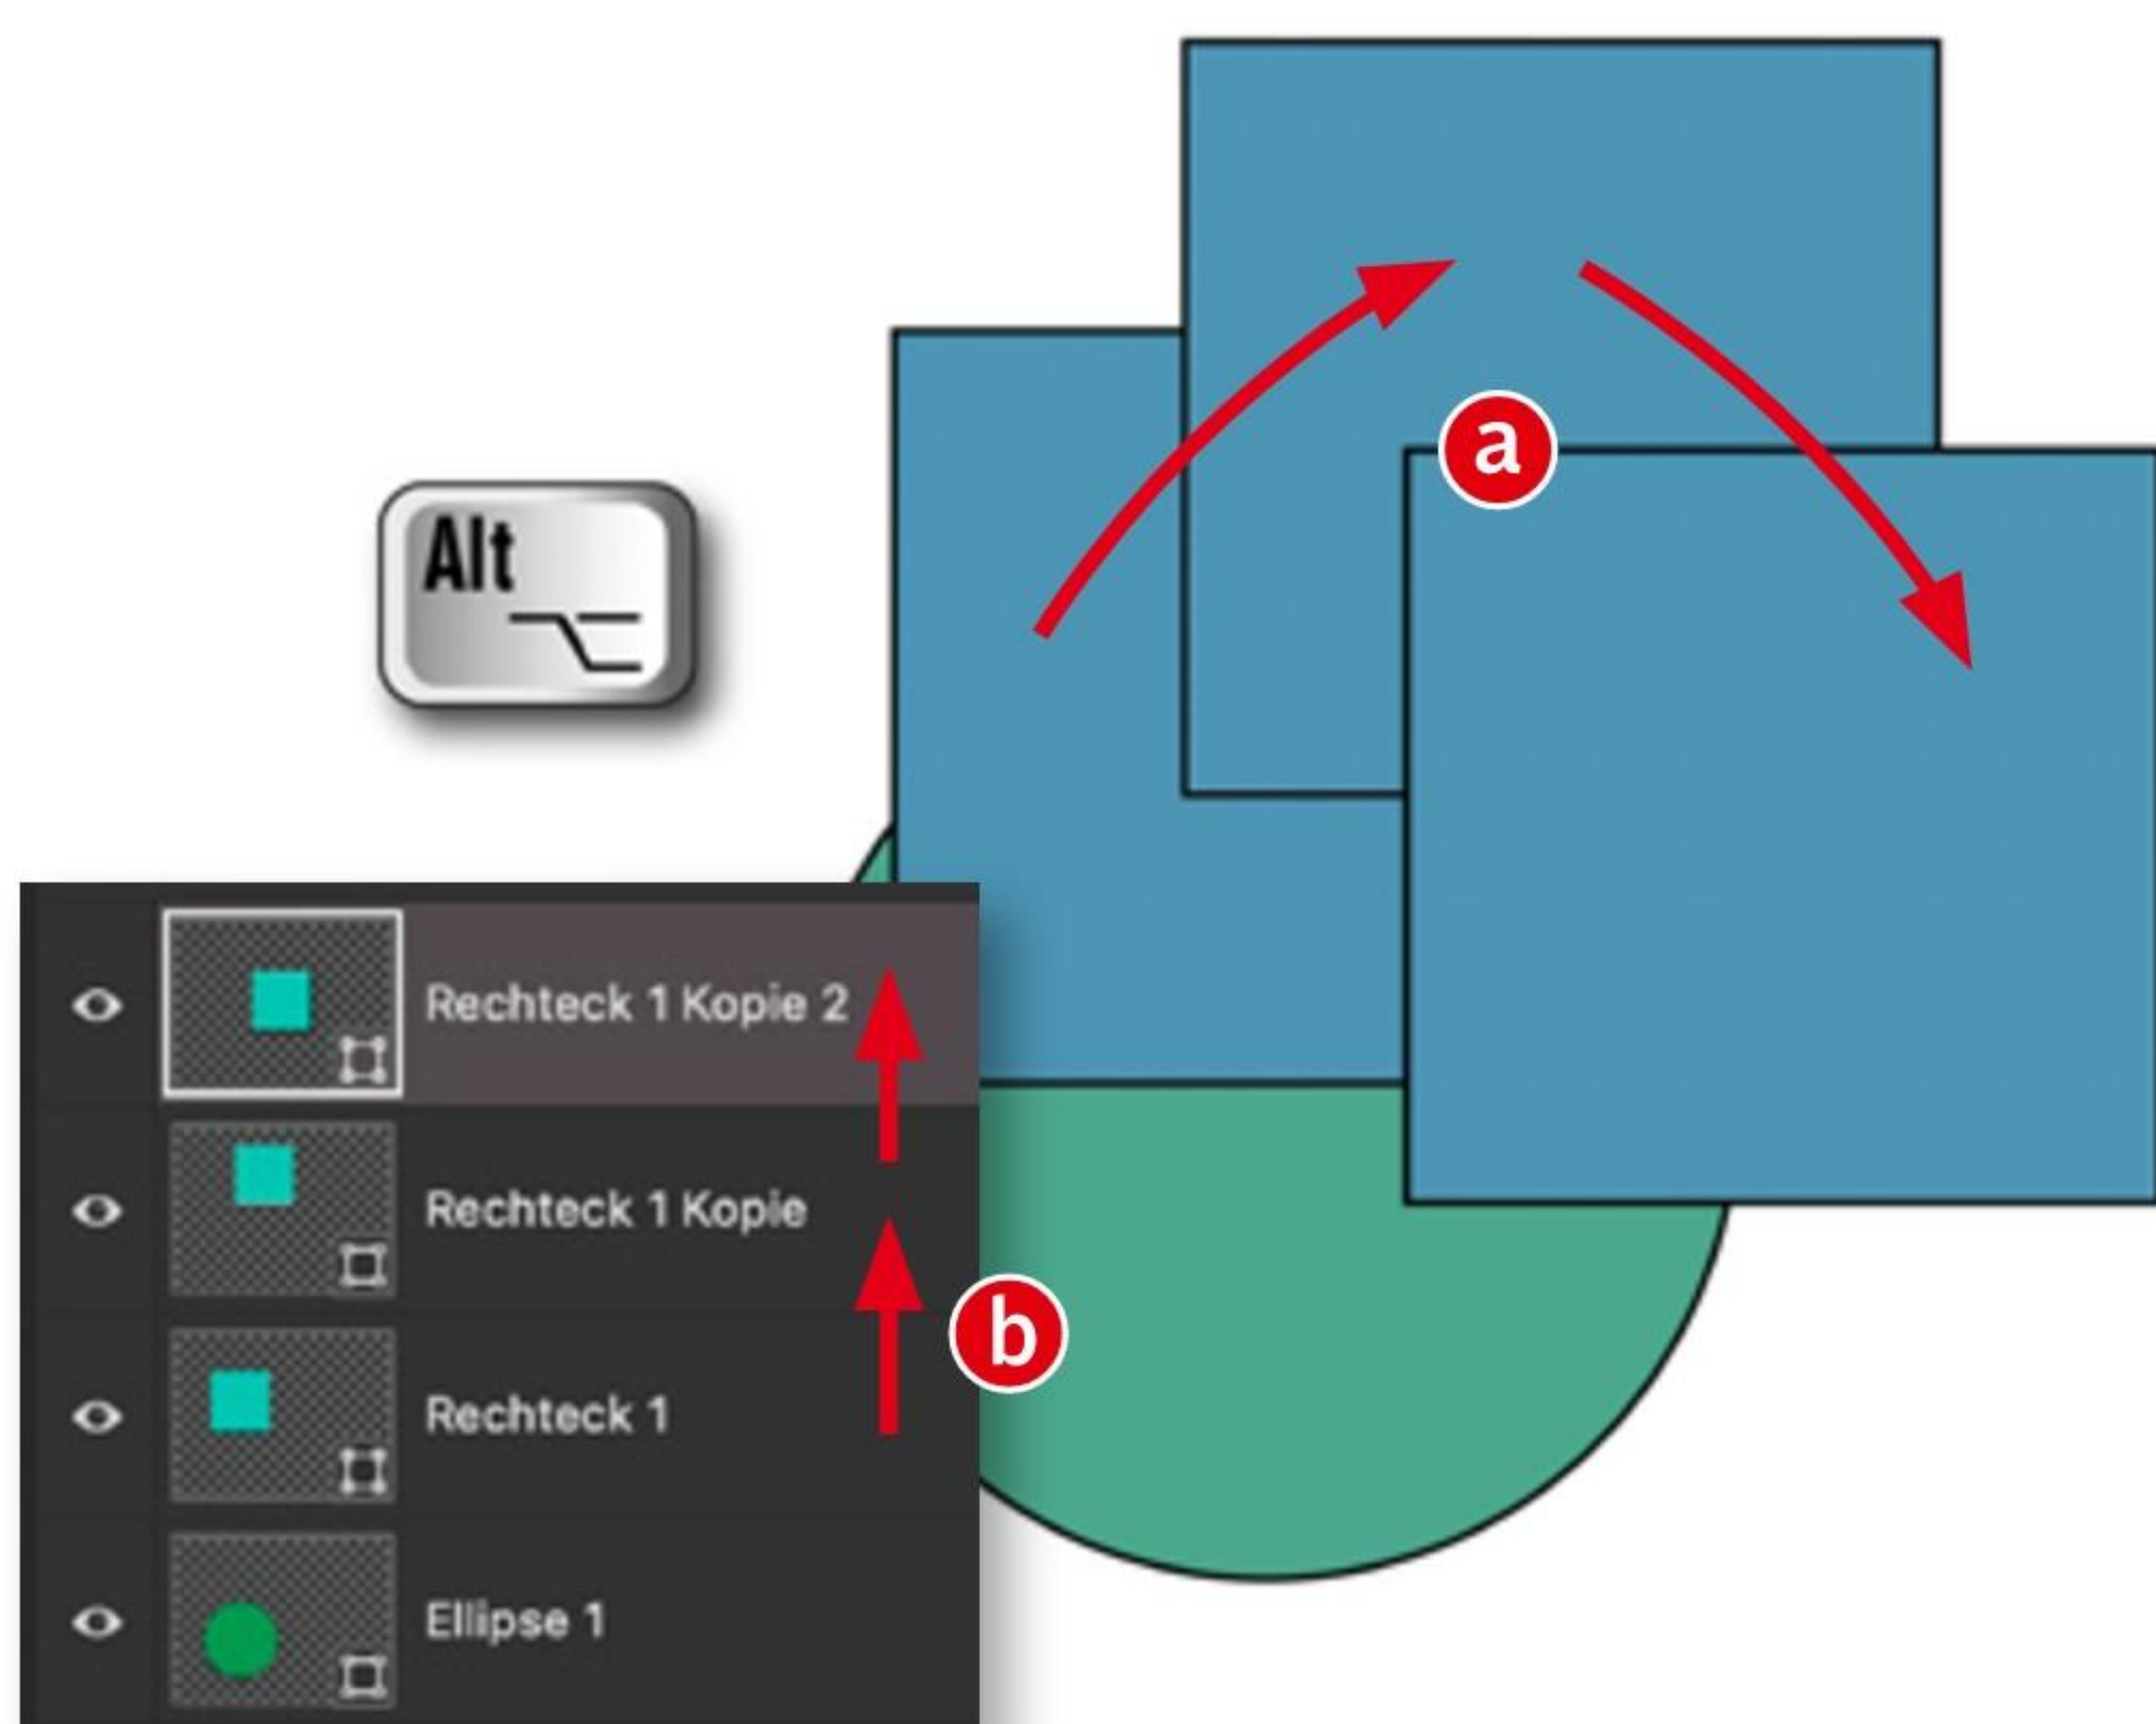 a
Alt
Rechteck 1 Kopie 2
Rechteck 1 Kopie
b
Rechteck 1
Ellipse 1